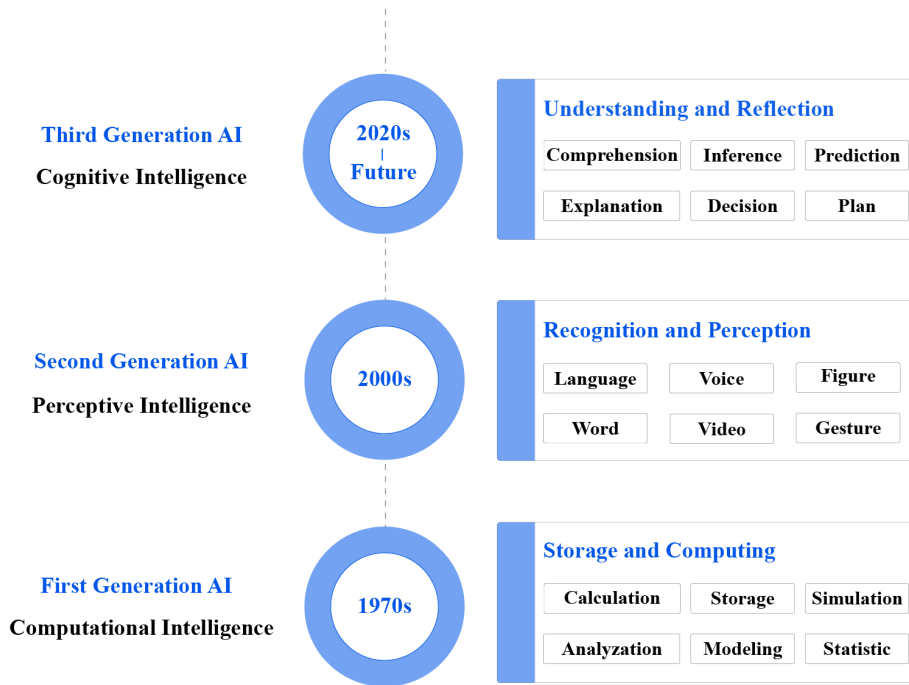 Third Generation AI
Cognitive Intelligence
2020s
Future
Understanding and Reflection
Comprehension Inference Prediction
Explanation Decision Plan
Second Generation AI
Perceptive Intelligence
2000s
Recognition and Perception
Language Voice Figure
Word Video Gesture
First Generation AI
Computational Intelligence
1970s
Storage and Computing
Calculation Storage Simulation
Analyzation Modeling Statistic